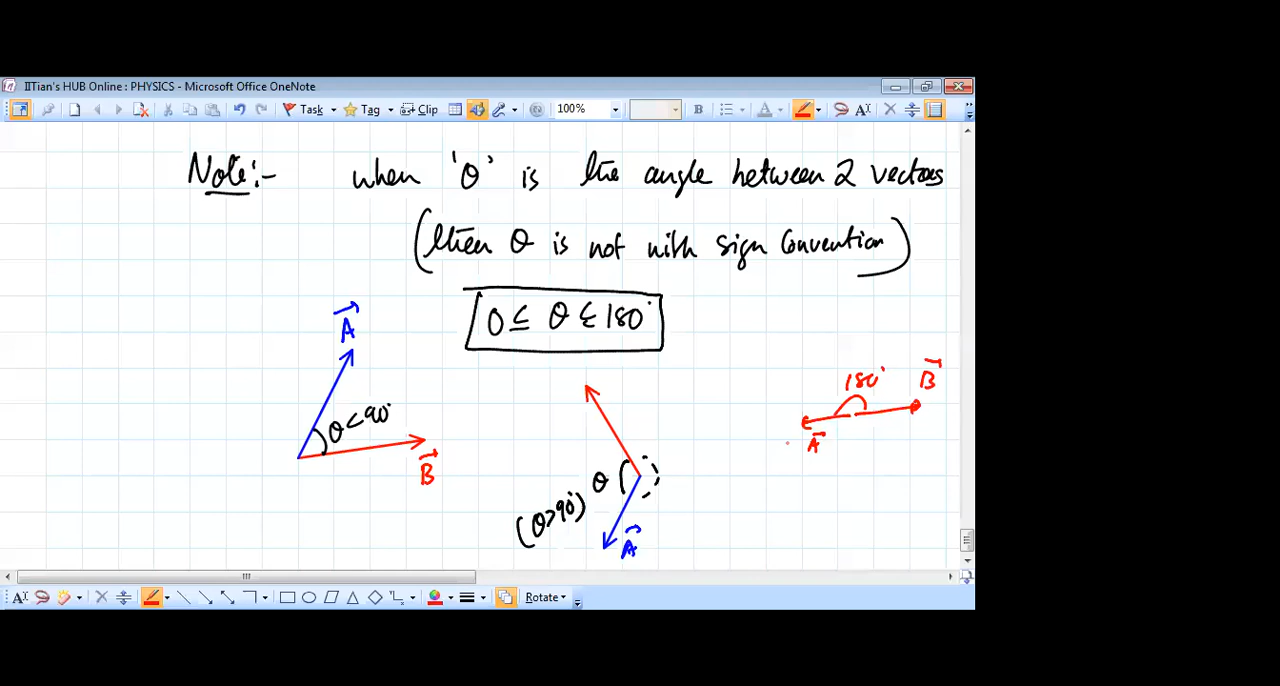 IITian's HUB Online : PHYSICS - Microsoft Office OneNote
Task Tag Clip 100% B A
Note:- when 'θ' is the angle between 2 vectors
(then θ is not with sign convention)
0 ≤ θ ≤ 180°
A
θ < 90°
B
θ
(θ > 90°)
A
180°
B
A
Rotate